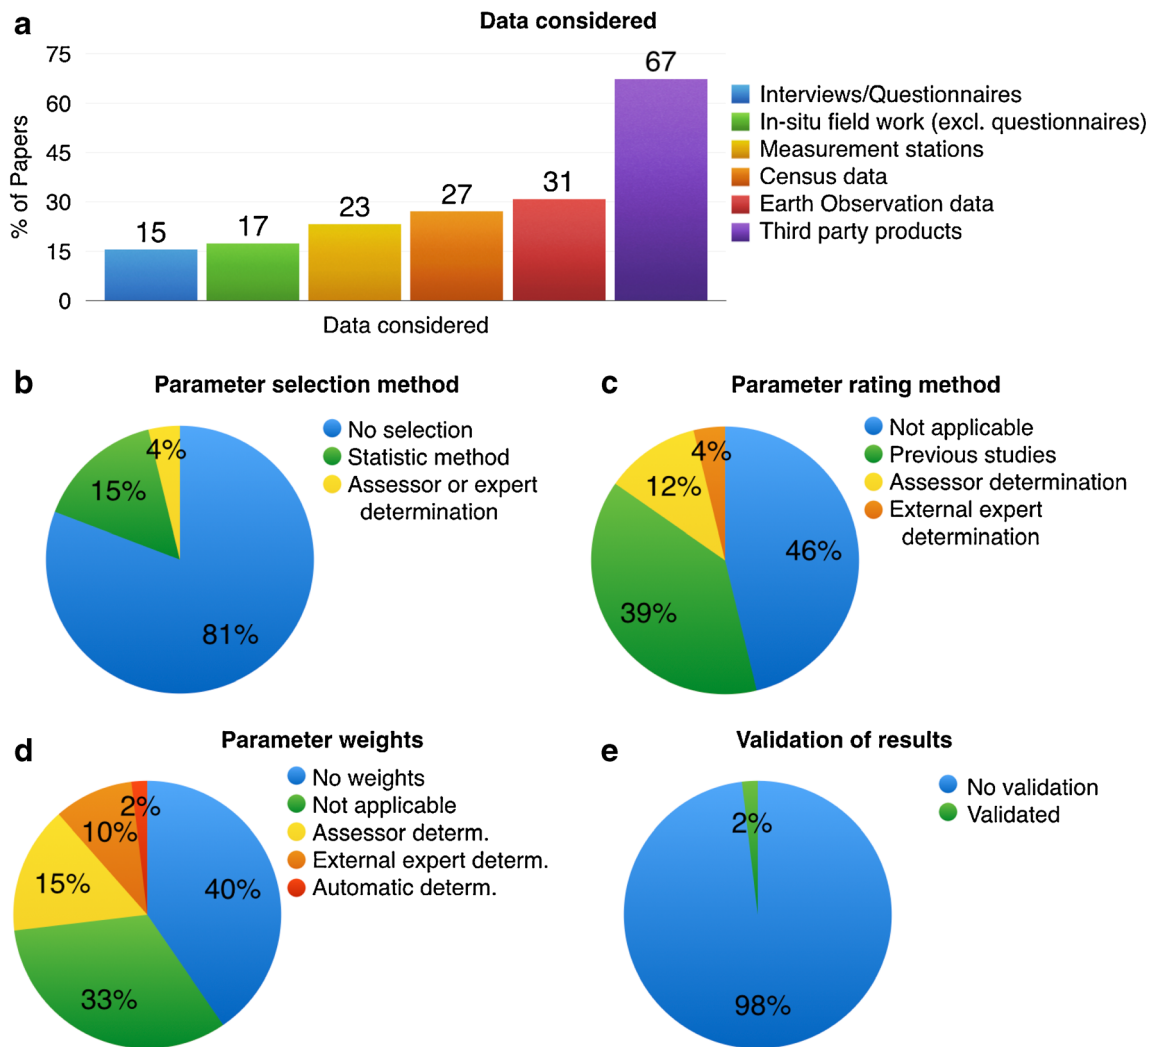 a
Data considered
75
60
45
30
15
0
% of Papers
15
17
23
27
31
67
Data considered
Interviews/Questionnaires
In-situ field work (excl. questionnaires)
Measurement stations
Census data
Earth Observation data
Third party products
b
Parameter selection method
4%
15%
81%
No selection
Statistic method
Assessor or expert
determination
c
Parameter rating method
4%
12%
46%
39%
Not applicable
Previous studies
Assessor determination
External expert
determination
d
Parameter weights
2%
10%
15%
40%
33%
No weights
Not applicable
Assessor determ.
External expert determ.
Automatic determ.
e
Validation of results
2%
98%
No validation
Validated